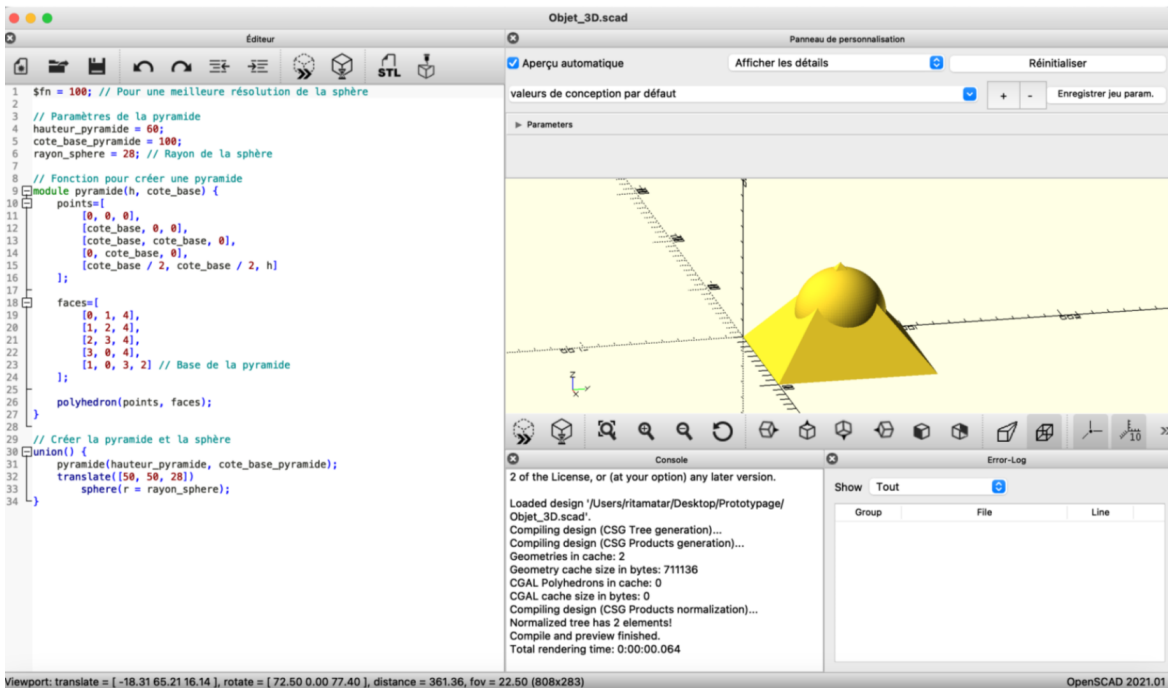 Objet_3D.scad
Éditeur
STL
1 $fn = 100; // Pour une meilleure résolution de la sphère
2
3 // Paramètres de la pyramide
4 hauteur_pyramide = 60;
5 cote_base_pyramide = 100;
6 rayon_sphere = 28; // Rayon de la sphère
7
8 // Fonction pour créer une pyramide
9 module pyramide(h, cote_base) {
10 points=[
11 [0, 0, 0],
12 [cote_base, 0, 0],
13 [cote_base, cote_base, 0],
14 [0, cote_base, 0],
15 [cote_base / 2, cote_base / 2, h]
16 ];
17
18 faces=[
19 [0, 1, 4],
20 [1, 2, 4],
21 [2, 3, 4],
22 [3, 0, 4],
23 [1, 0, 3, 2] // Base de la pyramide
24 ];
25
26 polyhedron(points, faces);
27 }
28
29 // Créer la pyramide et la sphère
30 union() {
31 pyramide(hauteur_pyramide, cote_base_pyramide);
32 translate([50, 50, 28])
33 sphere(r = rayon_sphere);
34 }
Panneau de personnalisation
Aperçu automatique
Afficher les détails
Réinitialiser
valeurs de conception par défaut
+
-
Enregistrer jeu param.
Parameters
z
y
x
10
Console
2 of the License, or (at your option) any later version.
Loaded design '/Users/ritamatar/Desktop/Prototypage/
Objet_3D.scad'.
Compiling design (CSG Tree generation)...
Compiling design (CSG Products generation)...
Geometries in cache: 2
Geometry cache size in bytes: 711136
CGAL Polyhedrons in cache: 0
CGAL cache size in bytes: 0
Compiling design (CSG Products normalization)...
Normalized tree has 2 elements!
Compile and preview finished.
Total rendering time: 0:00:00.064
Error-Log
Show Tout
Group File Line
Viewport: translate = [ -18.31 65.21 16.14 ], rotate = [ 72.50 0.00 77.40 ], distance = 361.36, fov = 22.50 (808x283)
OpenSCAD 2021.01